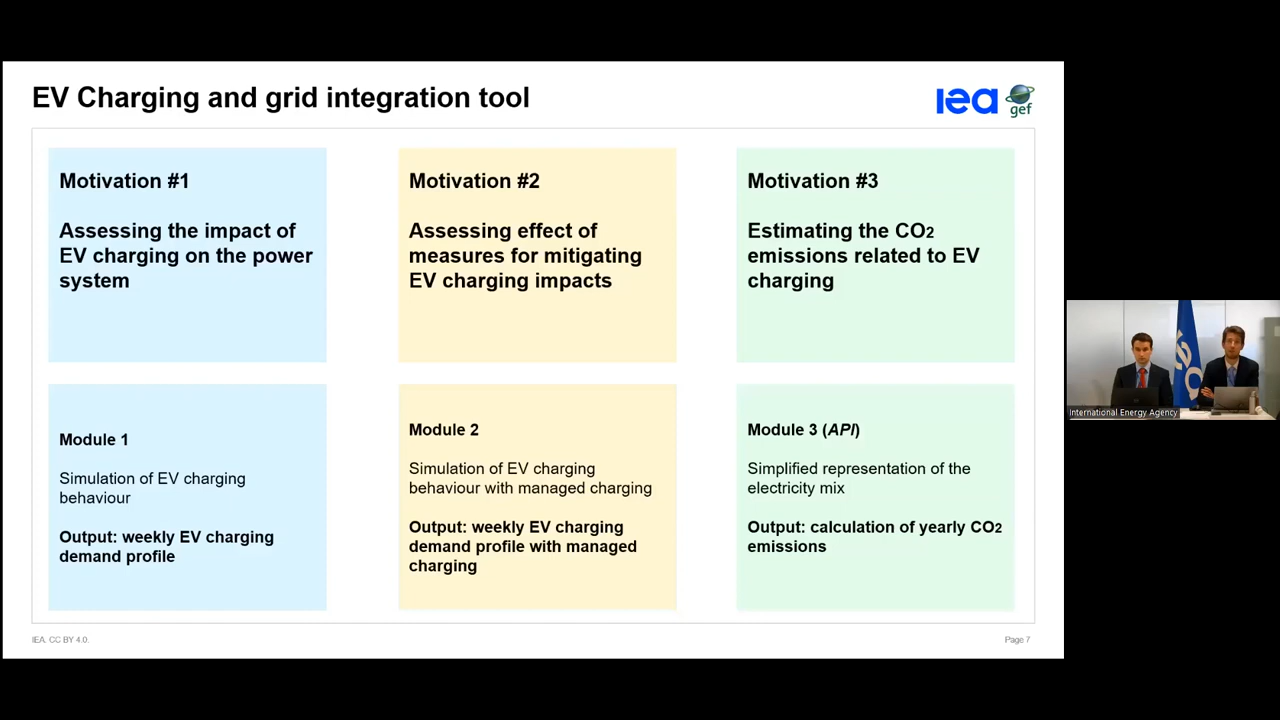 EV Charging and grid integration tool
iea
gef
Motivation #1
Assessing the impact of
EV charging on the power
system
Motivation #2
Assessing effect of
measures for mitigating
EV charging impacts
Motivation #3
Estimating the CO2
emissions related to EV
charging
Module 1
Simulation of EV charging
behaviour
Output: weekly EV charging
demand profile
Module 2
Simulation of EV charging
behaviour with managed charging
Output: weekly EV charging
demand profile with managed
charging
Module 3 (API)
Simplified representation of the
electricity mix
Output: calculation of yearly CO2
emissions
IEA. CC BY 4.0.
Page 7
iea
International Energy Agency